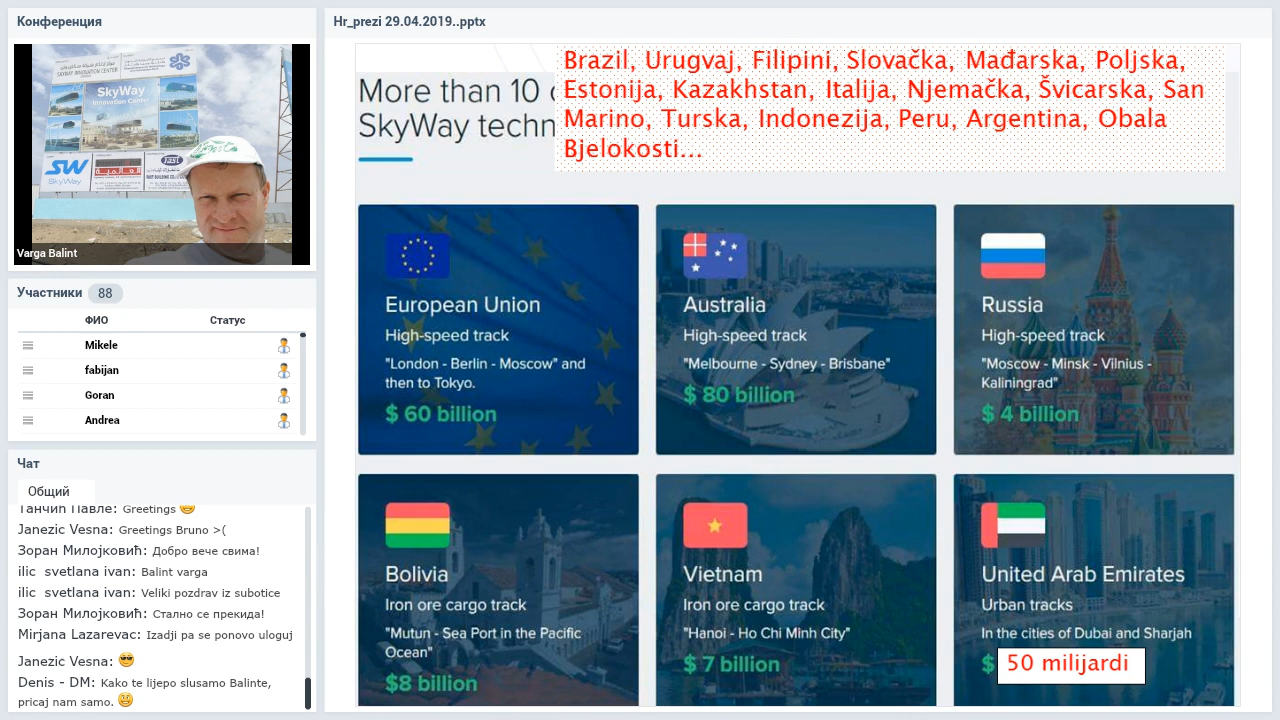 Конференция
SKYWAY INNOVATION CENTER
SkyWay
Innovation Center
SW
SkyWay
Varga Balint
Участники 88
ФИО Статус
Mikele
fabijan
Goran
Andrea
Чат
Общий
Танчић Павле: Greetings
Janezic Vesna: Greetings Bruno >(
Зоран Милојковић: Добро вече свима!
ilic svetlana ivan: Balint varga
ilic svetlana ivan: Veliki pozdrav iz subotice
Зоран Милојковић: Стално се прекида!
Mirjana Lazarevac: Izadji pa se ponovo uloguj
Janezic Vesna:
Denis - DM: Kako te lijepo slusamo Balinte,
pricaj nam samo.
Hr_prezi 29.04.2019..pptx
More than 10
SkyWay techn
Brazil, Urugvaj, Filipini, Slovačka, Mađarska, Poljska,
Estonija, Kazakhstan, Italija, Njemačka, Švicarska, San
Marino, Turska, Indonezija, Peru, Argentina, Obala
Bjelokosti...
European Union
High-speed track
"London - Berlin - Moscow" and
then to Tokyo.
$ 60 billion
Australia
High-speed track
"Melbourne - Sydney - Brisbane"
$ 80 billion
Russia
High-speed track
"Moscow - Minsk - Vilnius -
Kaliningrad"
$ 4 billion
Bolivia
Iron ore cargo track
"Mutun - Sea Port in the Pacific
Ocean"
$8 billion
Vietnam
Iron ore cargo track
"Hanoi - Ho Chi Minh City"
$ 7 billion
United Arab Emirates
Urban tracks
In the cities of Dubai and Sharjah
$ 50 milijardi